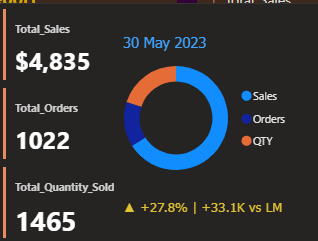 Total_Sales
$4,835
Total_Orders
1022
Total_Quantity_Sold
1465
30 May 2023
Sales
Orders
QTY
▲ +27.8% | +33.1K vs LM